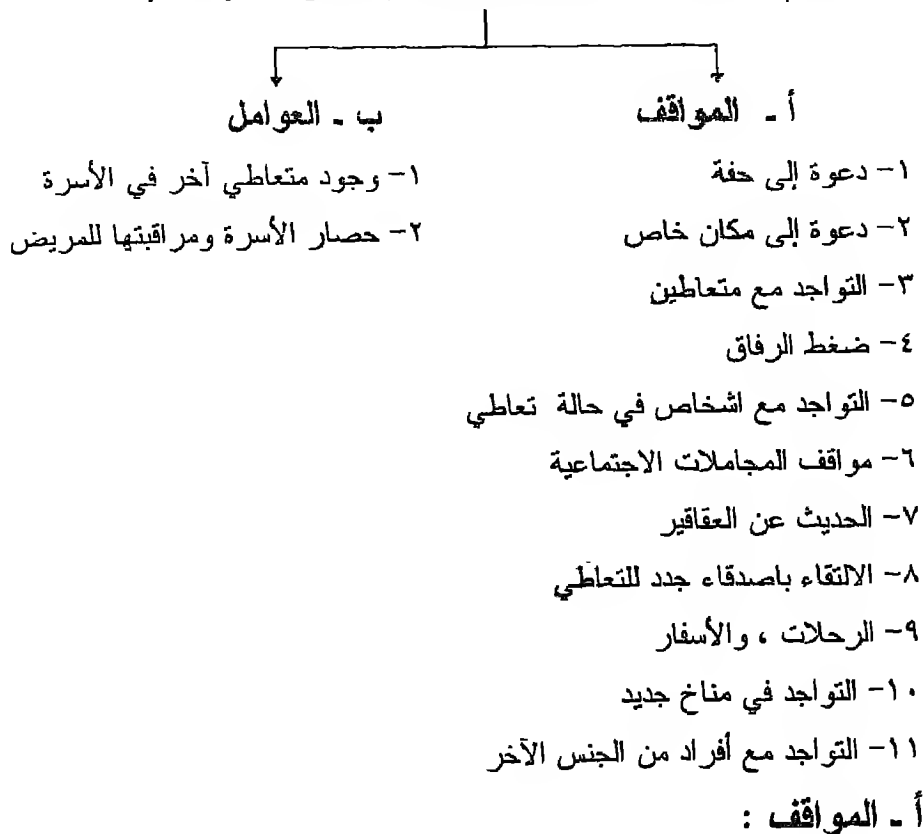 أ - المواقف
١- دعوة إلى حفة
٢- دعوة إلى مكان خاص
٣- التواجد مع متعاطين
٤- ضغط الرفاق
٥- التواجد مع اشخاص في حالة تعاطي
٦- مواقف المجاملات الاجتماعية
٧- الحديث عن العقاقير
٨- الالتقاء باصدقاء جدد للتعاطي
٩- الرحلات ، والأسفار
١٠- التواجد في مناخ جديد
١١- التواجد مع أفراد من الجنس الآخر
ب - العوامل
١- وجود متعاطي آخر في الأسرة
٢- حصار الأسرة ومراقبتها للمريض
أ - المواقف :